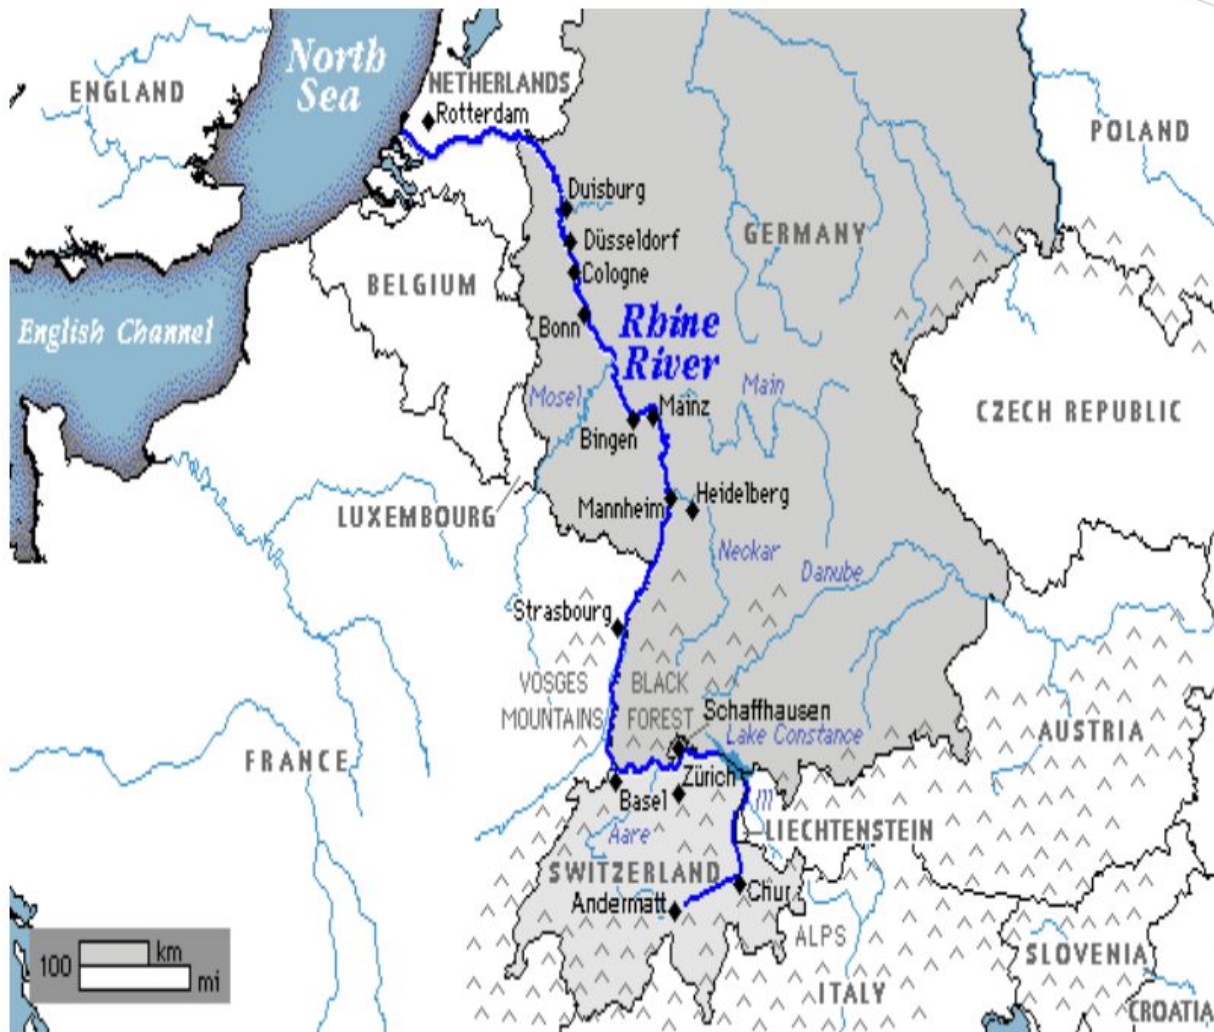 North
Sea
ENGLAND
NETHERLANDS
Rotterdam
POLAND
Duisburg
GERMANY
Düsseldorf
Cologne
BELGIUM
Bonn
Rhine
River
English Channel
Mosel
Main
Mainz
Bingen
CZECH REPUBLIC
Heidelberg
Mannheim
LUXEMBOURG
Neckar
Danube
Strasbourg
VOSGES
MOUNTAINS
BLACK
FOREST
Schaffhausen
Lake Constance
AUSTRIA
FRANCE
Zürich
Basel
Ill
Aare
LIECHTENSTEIN
SWITZERLAND
Chur
Andermatt
ALPS
SLOVENIA
ITALY
CROATIA
100 km
mi